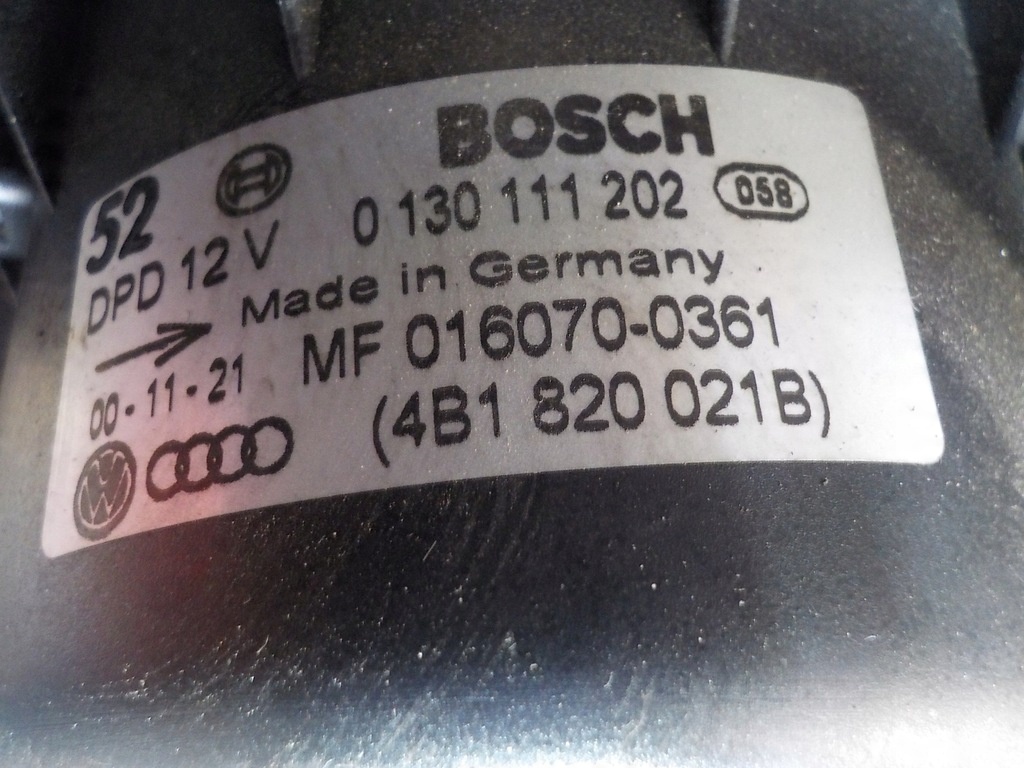 BOSCH
52 0 130 111 202 058
DPD 12 V Made in Germany
00-11-21 MF 016070-0361
(4B1 820 021B)